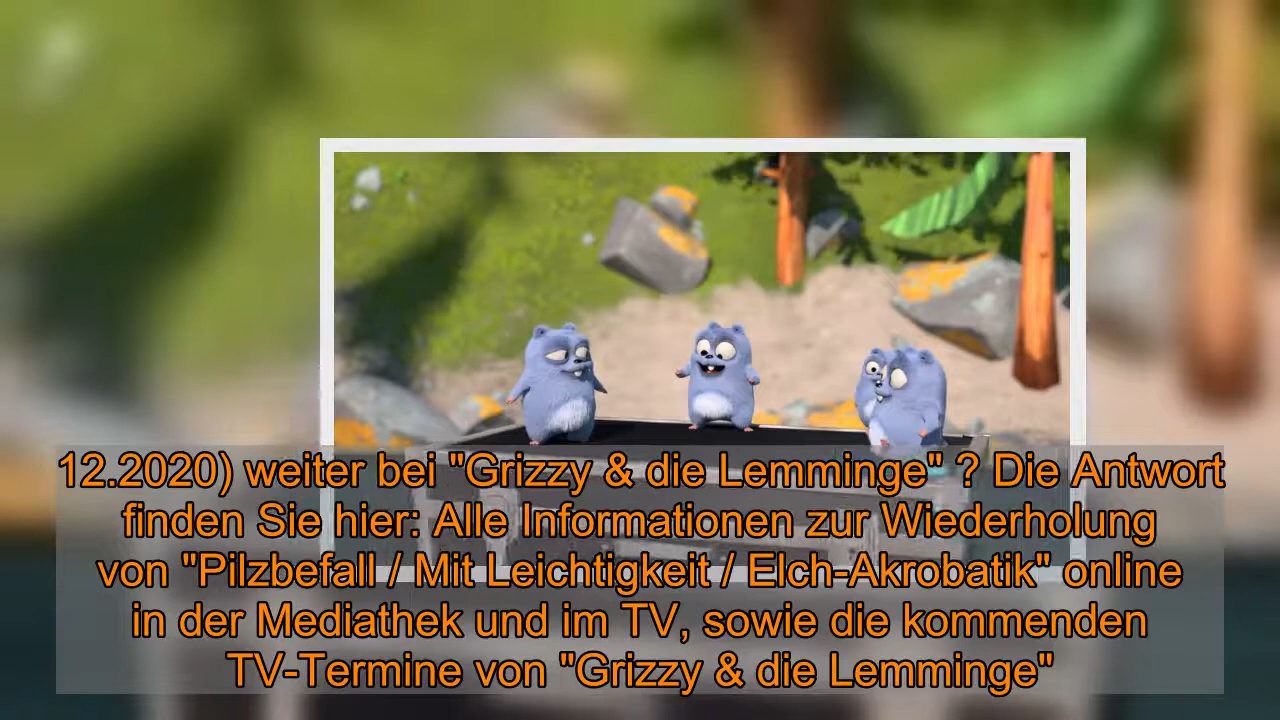 12.2020) weiter bei "Grizzy & die Lemminge" ? Die Antwort
finden Sie hier: Alle Informationen zur Wiederholung
von "Pilzbefall / Mit Leichtigkeit / Elch-Akrobatik" online
in der Mediathek und im TV, sowie die kommenden
TV-Termine von "Grizzy & die Lemminge"